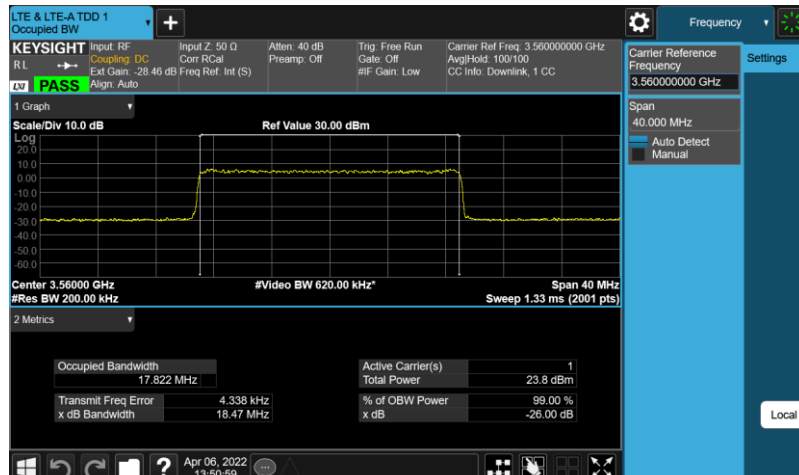 LTE & LTE-A TDD 1
Occupied BW
Frequency
KEYSIGHT
R L
LXI
PASS
Input: RF
Coupling: DC
Ext Gain: -28.46 dB
Align: Auto
Input Z: 50 Ω
Corr RCal
Freq Ref: Int (S)
Atten: 40 dB
Preamp: Off
Trig: Free Run
Gate: Off
#IF Gain: Low
Carrier Ref Freq: 3.560000000 GHz
Avg|Hold: 100/100
CC Info: Downlink, 1 CC
Carrier Reference
Frequency
3.560000000 GHz
Settings
Span
40.000 MHz
Auto Detect
Manual
1 Graph
Scale/Div 10.0 dB
Ref Value 30.00 dBm
Log
20.0
10.0
0.00
-10.0
-20.0
-30.0
-40.0
-50.0
-60.0
Center 3.56000 GHz
#Video BW 620.00 kHz*
Span 40 MHz
#Res BW 200.00 kHz
Sweep 1.33 ms (2001 pts)
2 Metrics
Occupied Bandwidth
17.822 MHz
Transmit Freq Error 4.338 kHz
x dB Bandwidth 18.47 MHz
Active Carrier(s) 1
Total Power 23.8 dBm
% of OBW Power 99.00 %
x dB -26.00 dB
Local
?
Apr 06, 2022
13:50:59